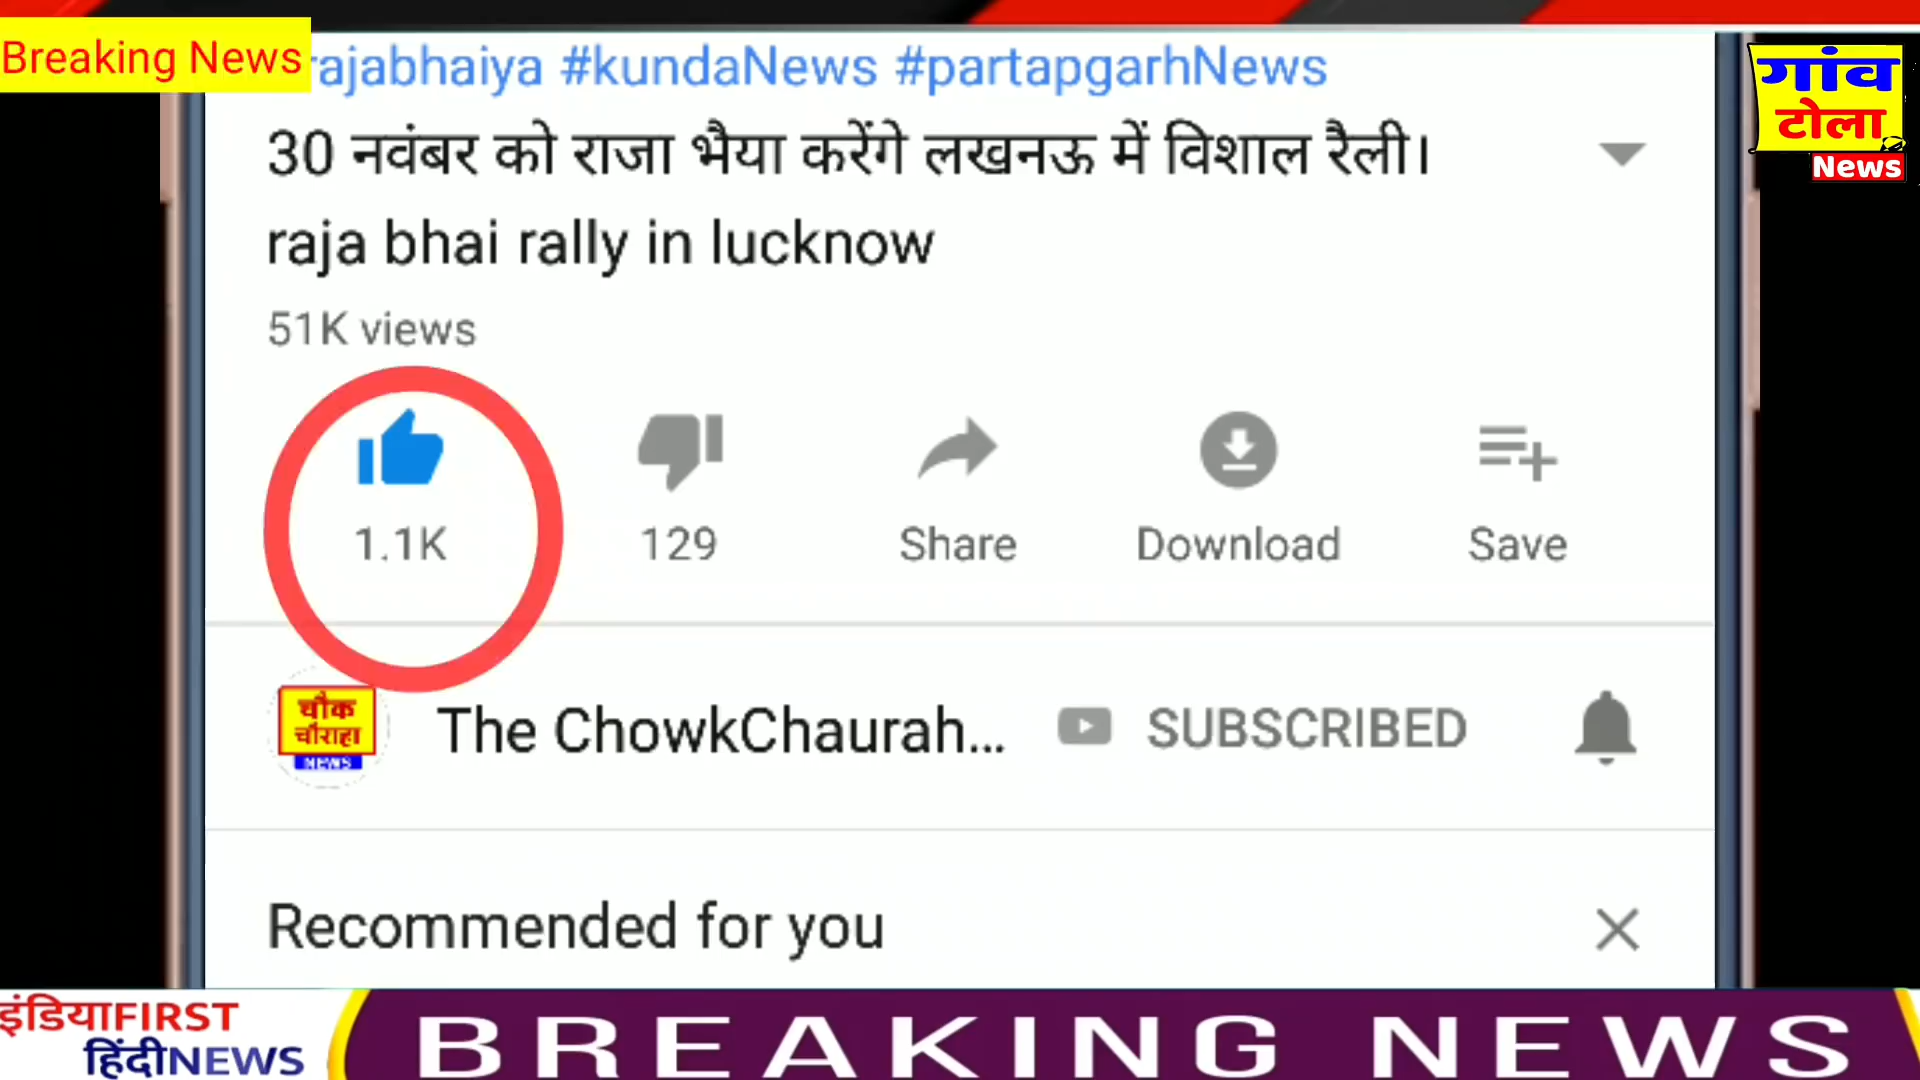 Breaking News
rajabhaiya #kundaNews #partapgarhNews
गांव
टोला
News
30 नवंबर को राजा भैया करेंगे लखनऊ में विशाल रैली।
raja bhai rally in lucknow
51K views
1.1K 129 Share Download Save
चौक
चौराहा
NEWS
The ChowkChaurah... SUBSCRIBED
Recommended for you
इंडियाFIRST
हिंदीNEWS
BREAKING NEWS